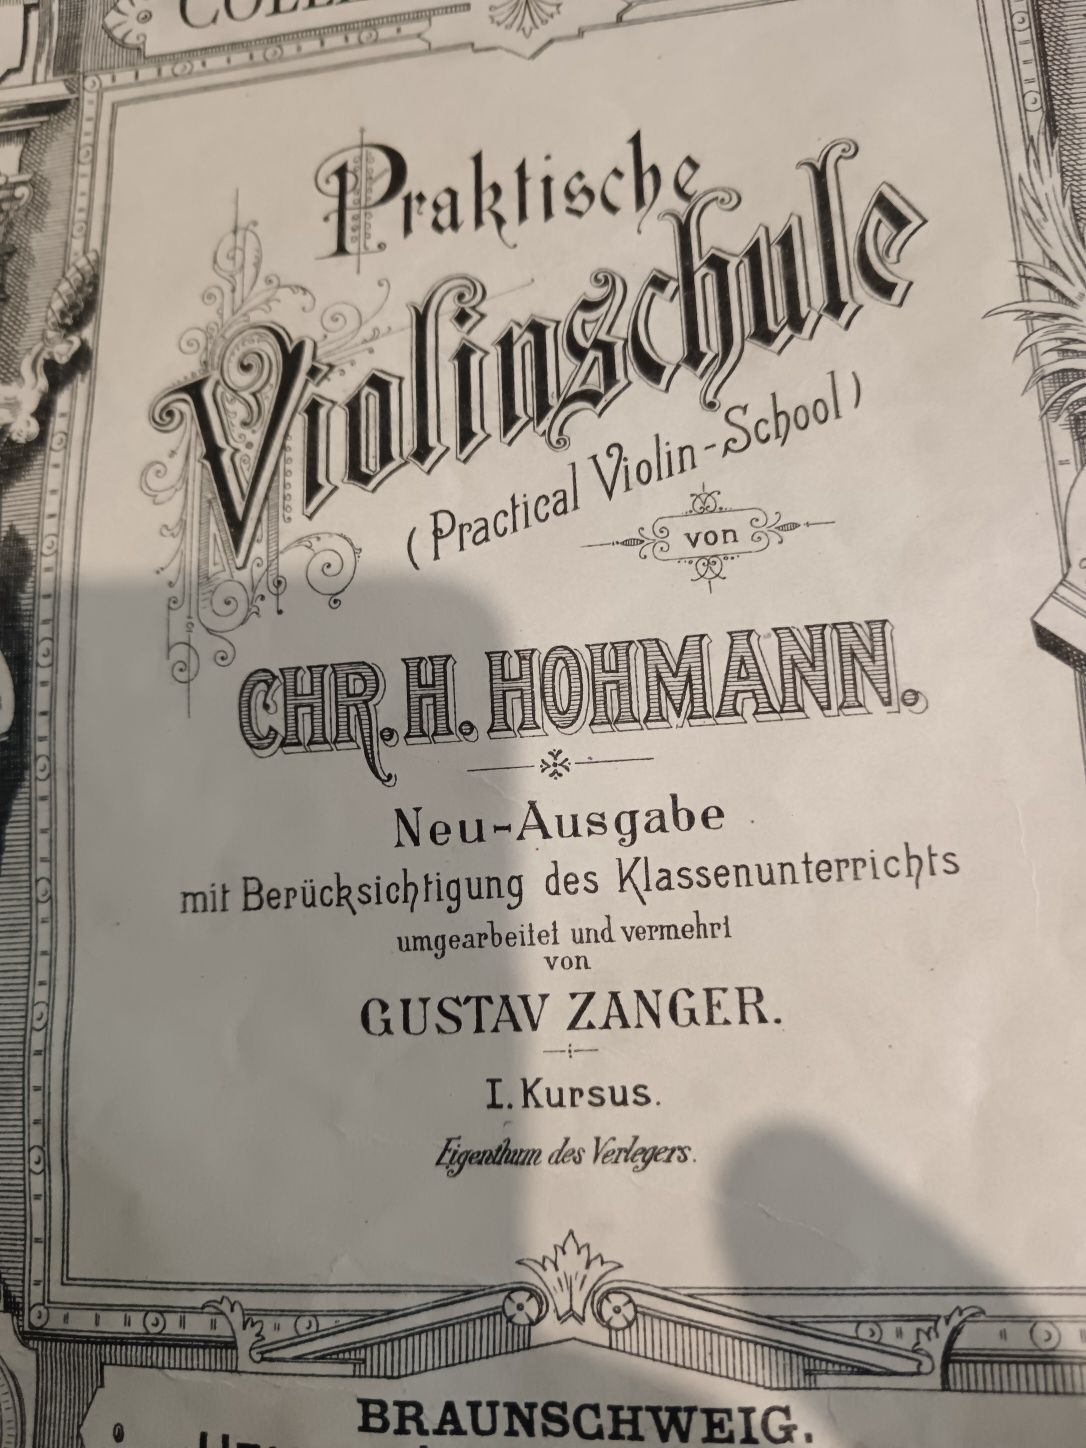 Praktische
Violinschule
(Practical Violin-School)
von
CHR. H. HOHMANN.
Neu-Ausgabe
mit Berücksichtigung des Klassenunterrichts
umgearbeitet und vermehrt
von
GUSTAV ZANGER.
I. Kursus.
Eigenthum des Verlegers.
BRAUNSCHWEIG.